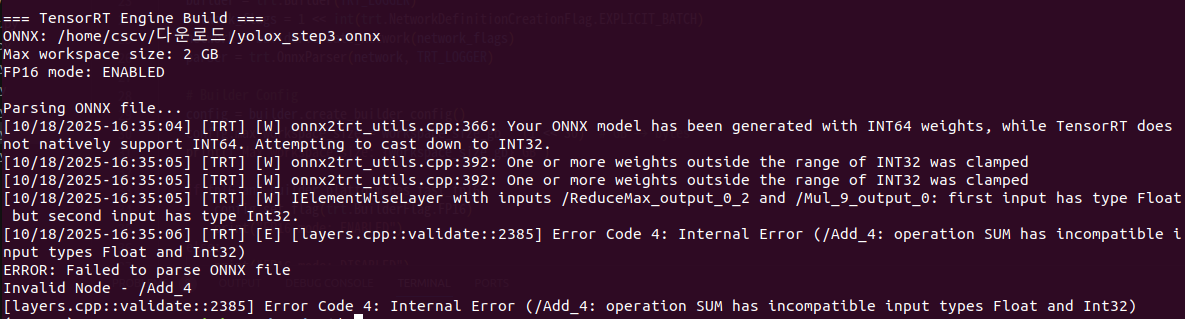 === TensorRT Engine Build ===
ONNX: /home/cscv/다운로드/yolox_step3.onnx
Max workspace size: 2 GB
FP16 mode: ENABLED
Parsing ONNX file...
[10/18/2025-16:35:04] [TRT] [W] onnx2trt_utils.cpp:366: Your ONNX model has been generated with INT64 weights, while TensorRT does
not natively support INT64. Attempting to cast down to INT32.
[10/18/2025-16:35:05] [TRT] [W] onnx2trt_utils.cpp:392: One or more weights outside the range of INT32 was clamped
[10/18/2025-16:35:05] [TRT] [W] onnx2trt_utils.cpp:392: One or more weights outside the range of INT32 was clamped
[10/18/2025-16:35:05] [TRT] [W] IElementWiseLayer with inputs /ReduceMax_output_0_2 and /Mul_9_output_0: first input has type Float
but second input has type Int32.
[10/18/2025-16:35:06] [TRT] [E] [layers.cpp::validate::2385] Error Code 4: Internal Error (/Add_4: operation SUM has incompatible i
nput types Float and Int32)
ERROR: Failed to parse ONNX file
Invalid Node - /Add_4
[layers.cpp::validate::2385] Error Code 4: Internal Error (/Add_4: operation SUM has incompatible input types Float and Int32)